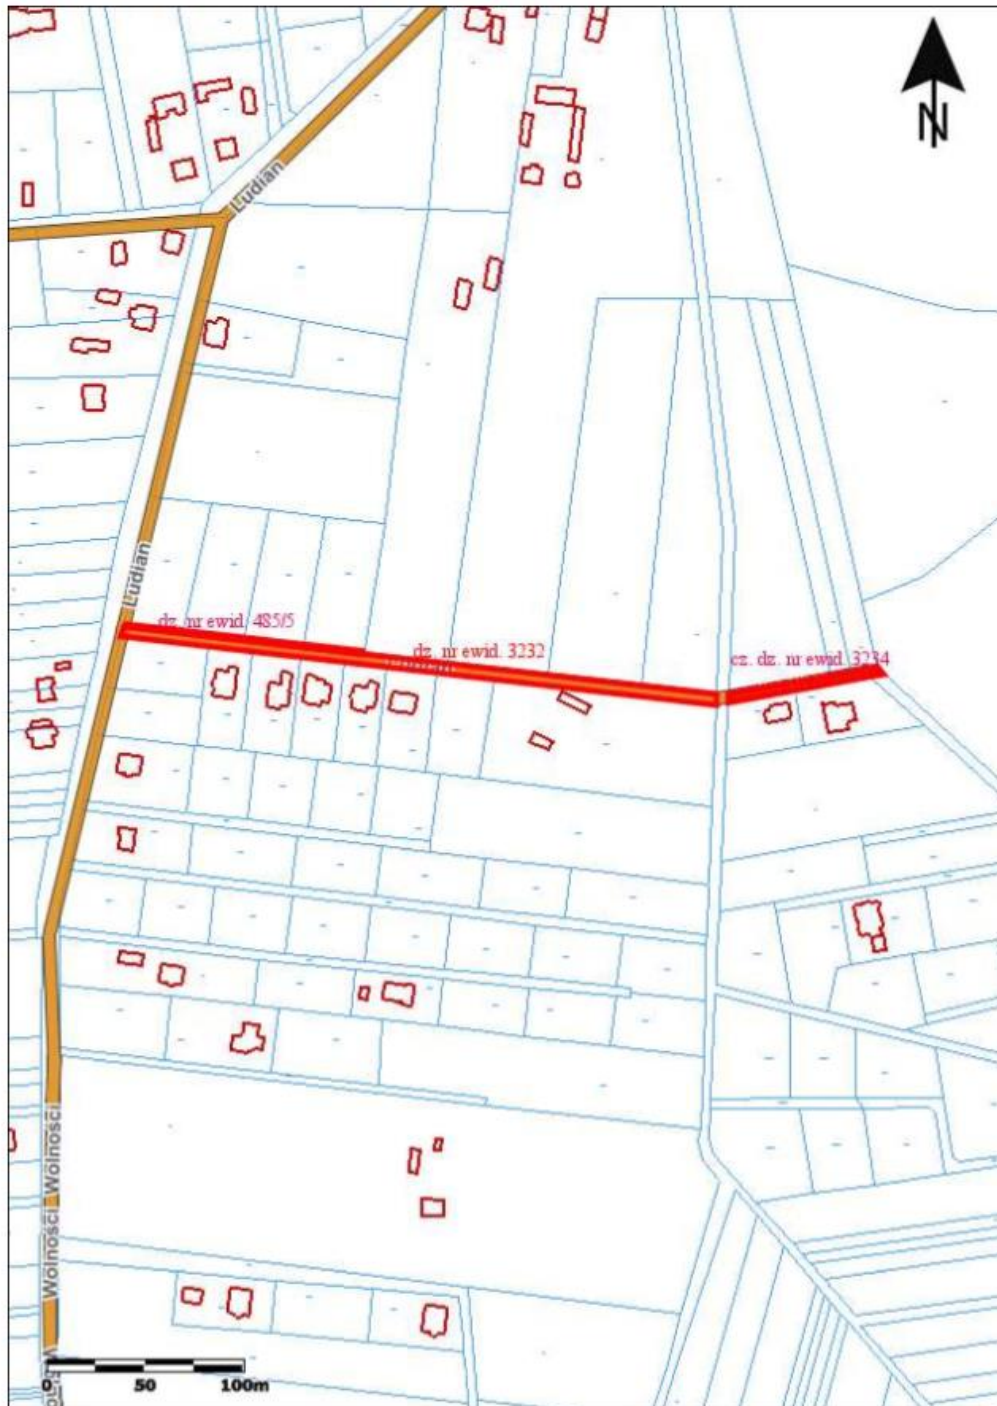 N
Ludian
Ludian
dz. nr ewid. 485/5
dz. nr ewid. 3232
cz. dz. nr ewid. 3234
Wolności
Wolności
0
50
100m